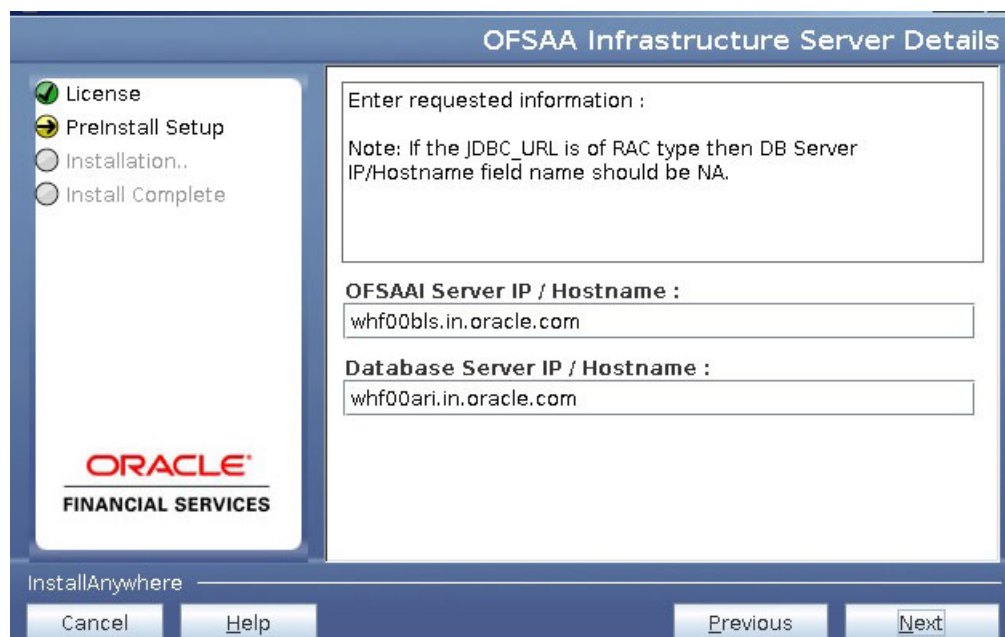 OFSAA Infrastructure Server Details
License
PreInstall Setup
Installation..
Install Complete
ORACLE
FINANCIAL SERVICES
Enter requested information :
Note: If the JDBC_URL is of RAC type then DB Server
IP/Hostname field name should be NA.
OFSAAI Server IP / Hostname :
whf00bls.in.oracle.com
Database Server IP / Hostname :
whf00ari.in.oracle.com
InstallAnywhere
Cancel
Help
Previous
Next